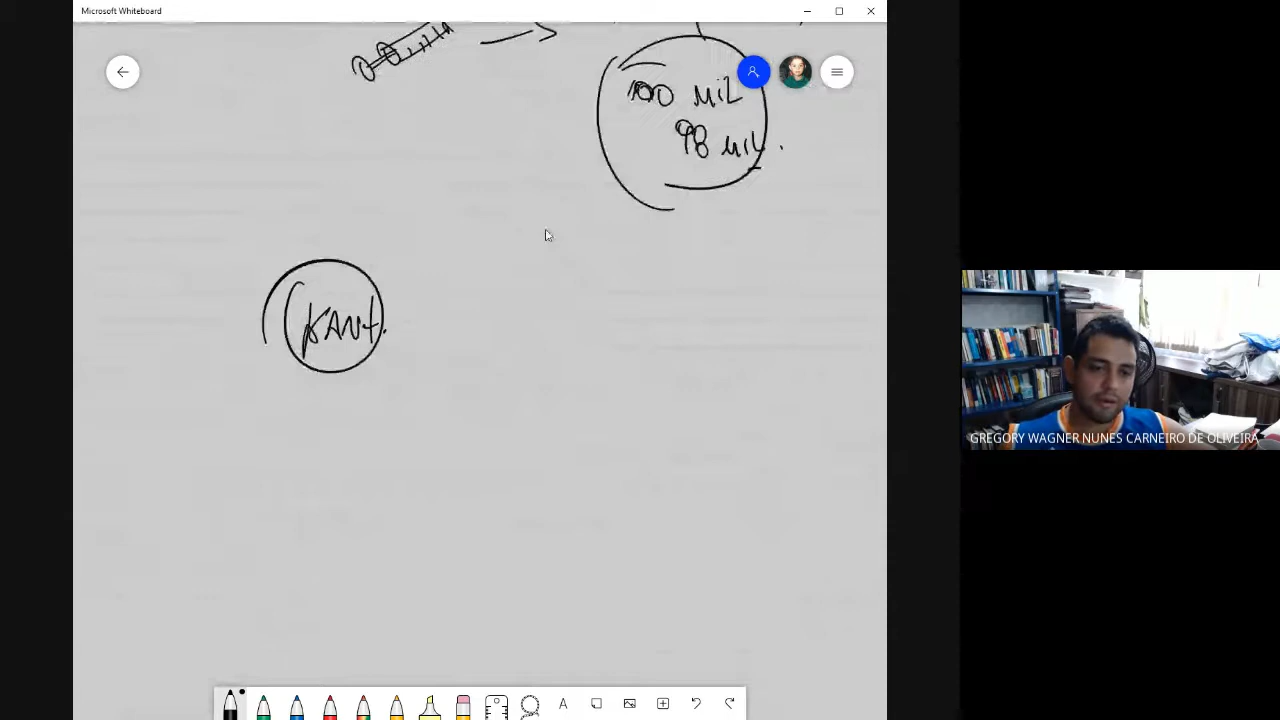 Microsoft Whiteboard
100 MIL
98 MIL.
KANT.
GREGORY WAGNER NUNES CARNEIRO DE OLIVEIRA
A